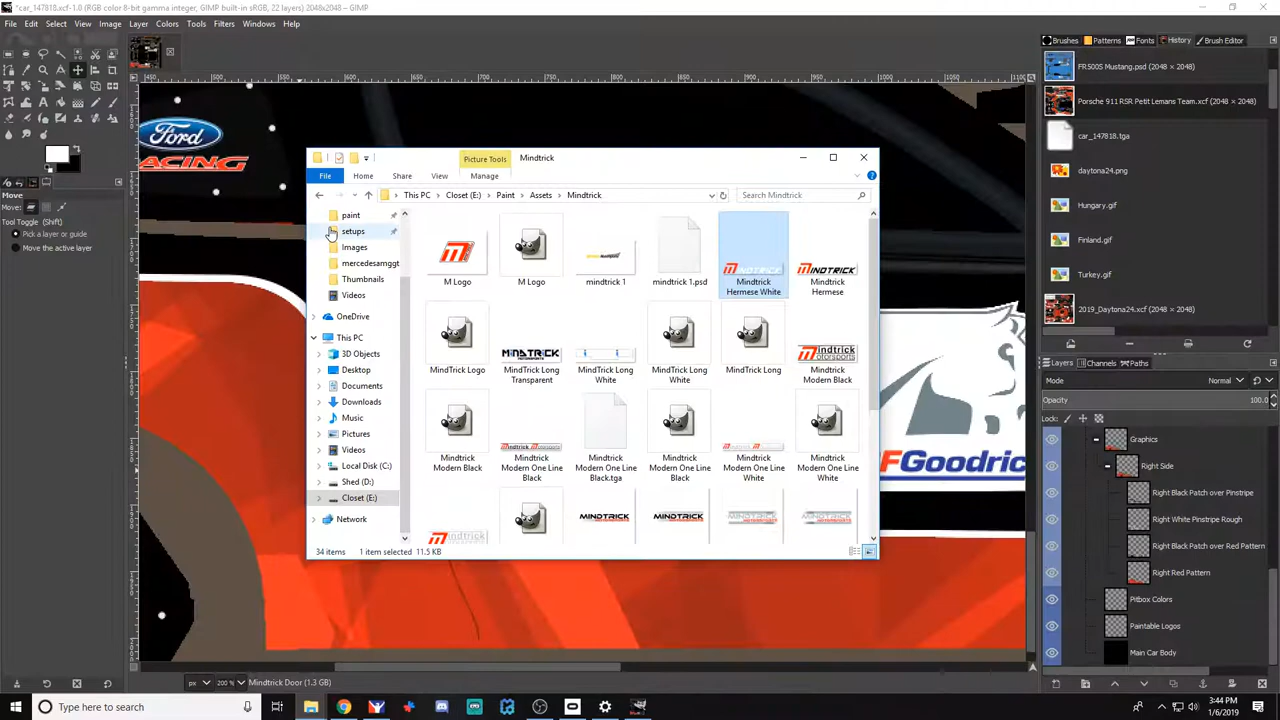 *car_147818.xcf-1.0 (RGB color 8-bit gamma integer, GIMP built-in sRGB, 22 layers) 2048x2048 – GIMP
File Edit Select View Image Layer Colors Tools Filters Windows Help
Brushes Patterns Fonts History Brush Editor
FR500S Mustang.psd (2048 × 2048)
Porsche 911 RSR Petit Lemans Team.xcf (2048 × 2048)
car_147818.tga
daytona24.png
Hungary.gif
Finland.gif
Turkey.gif
2019_Daytona24.xcf (2048 × 2048)
Move
Move:
Tool Toggle (Shift)
Pick a layer or guide
Move the active layer
Ford
ACING
FGoodric
Picture Tools
Mindtrick
File Home Share View Manage
This PC > Closet (E:) > Paint > Assets > Mindtrick
Search Mindtrick
paint
setups
Images
mercedesamggt
Thumbnails
Videos
OneDrive
This PC
3D Objects
Desktop
Documents
Downloads
Music
Pictures
Videos
Local Disk (C:)
Shed (D:)
Closet (E:)
Network
M Logo
M Logo
mindtrick 1
mindtrick 1.psd
Mindtrick Hermese White
Mindtrick Hermese
MindTrick Logo
MindTrick Long Transparent
MindTrick Long White
MindTrick Long White
MindTrick Long
Mindtrick Modern Black
Mindtrick Modern Black
Mindtrick Modern One Line Black
Mindtrick Modern One Line Black.tga
Mindtrick Modern One Line Black
Mindtrick Modern One Line White
Mindtrick Modern One Line White
34 items 1 item selected 11.5 KB
Layers Channels Paths
Mode Normal
Opacity 100.0
Lock:
Graphics
Right Side
Right Black Patch over Pinstripe
Right White Pinstripe Rough
Right Black Patch over Red Pattern
Right Red Pattern
Pitbox Colors
Paintable Logos
Main Car Body
px 200 % Mindtrick Door (1.3 GB)
Type here to search
3:44 PM
1/6/2019